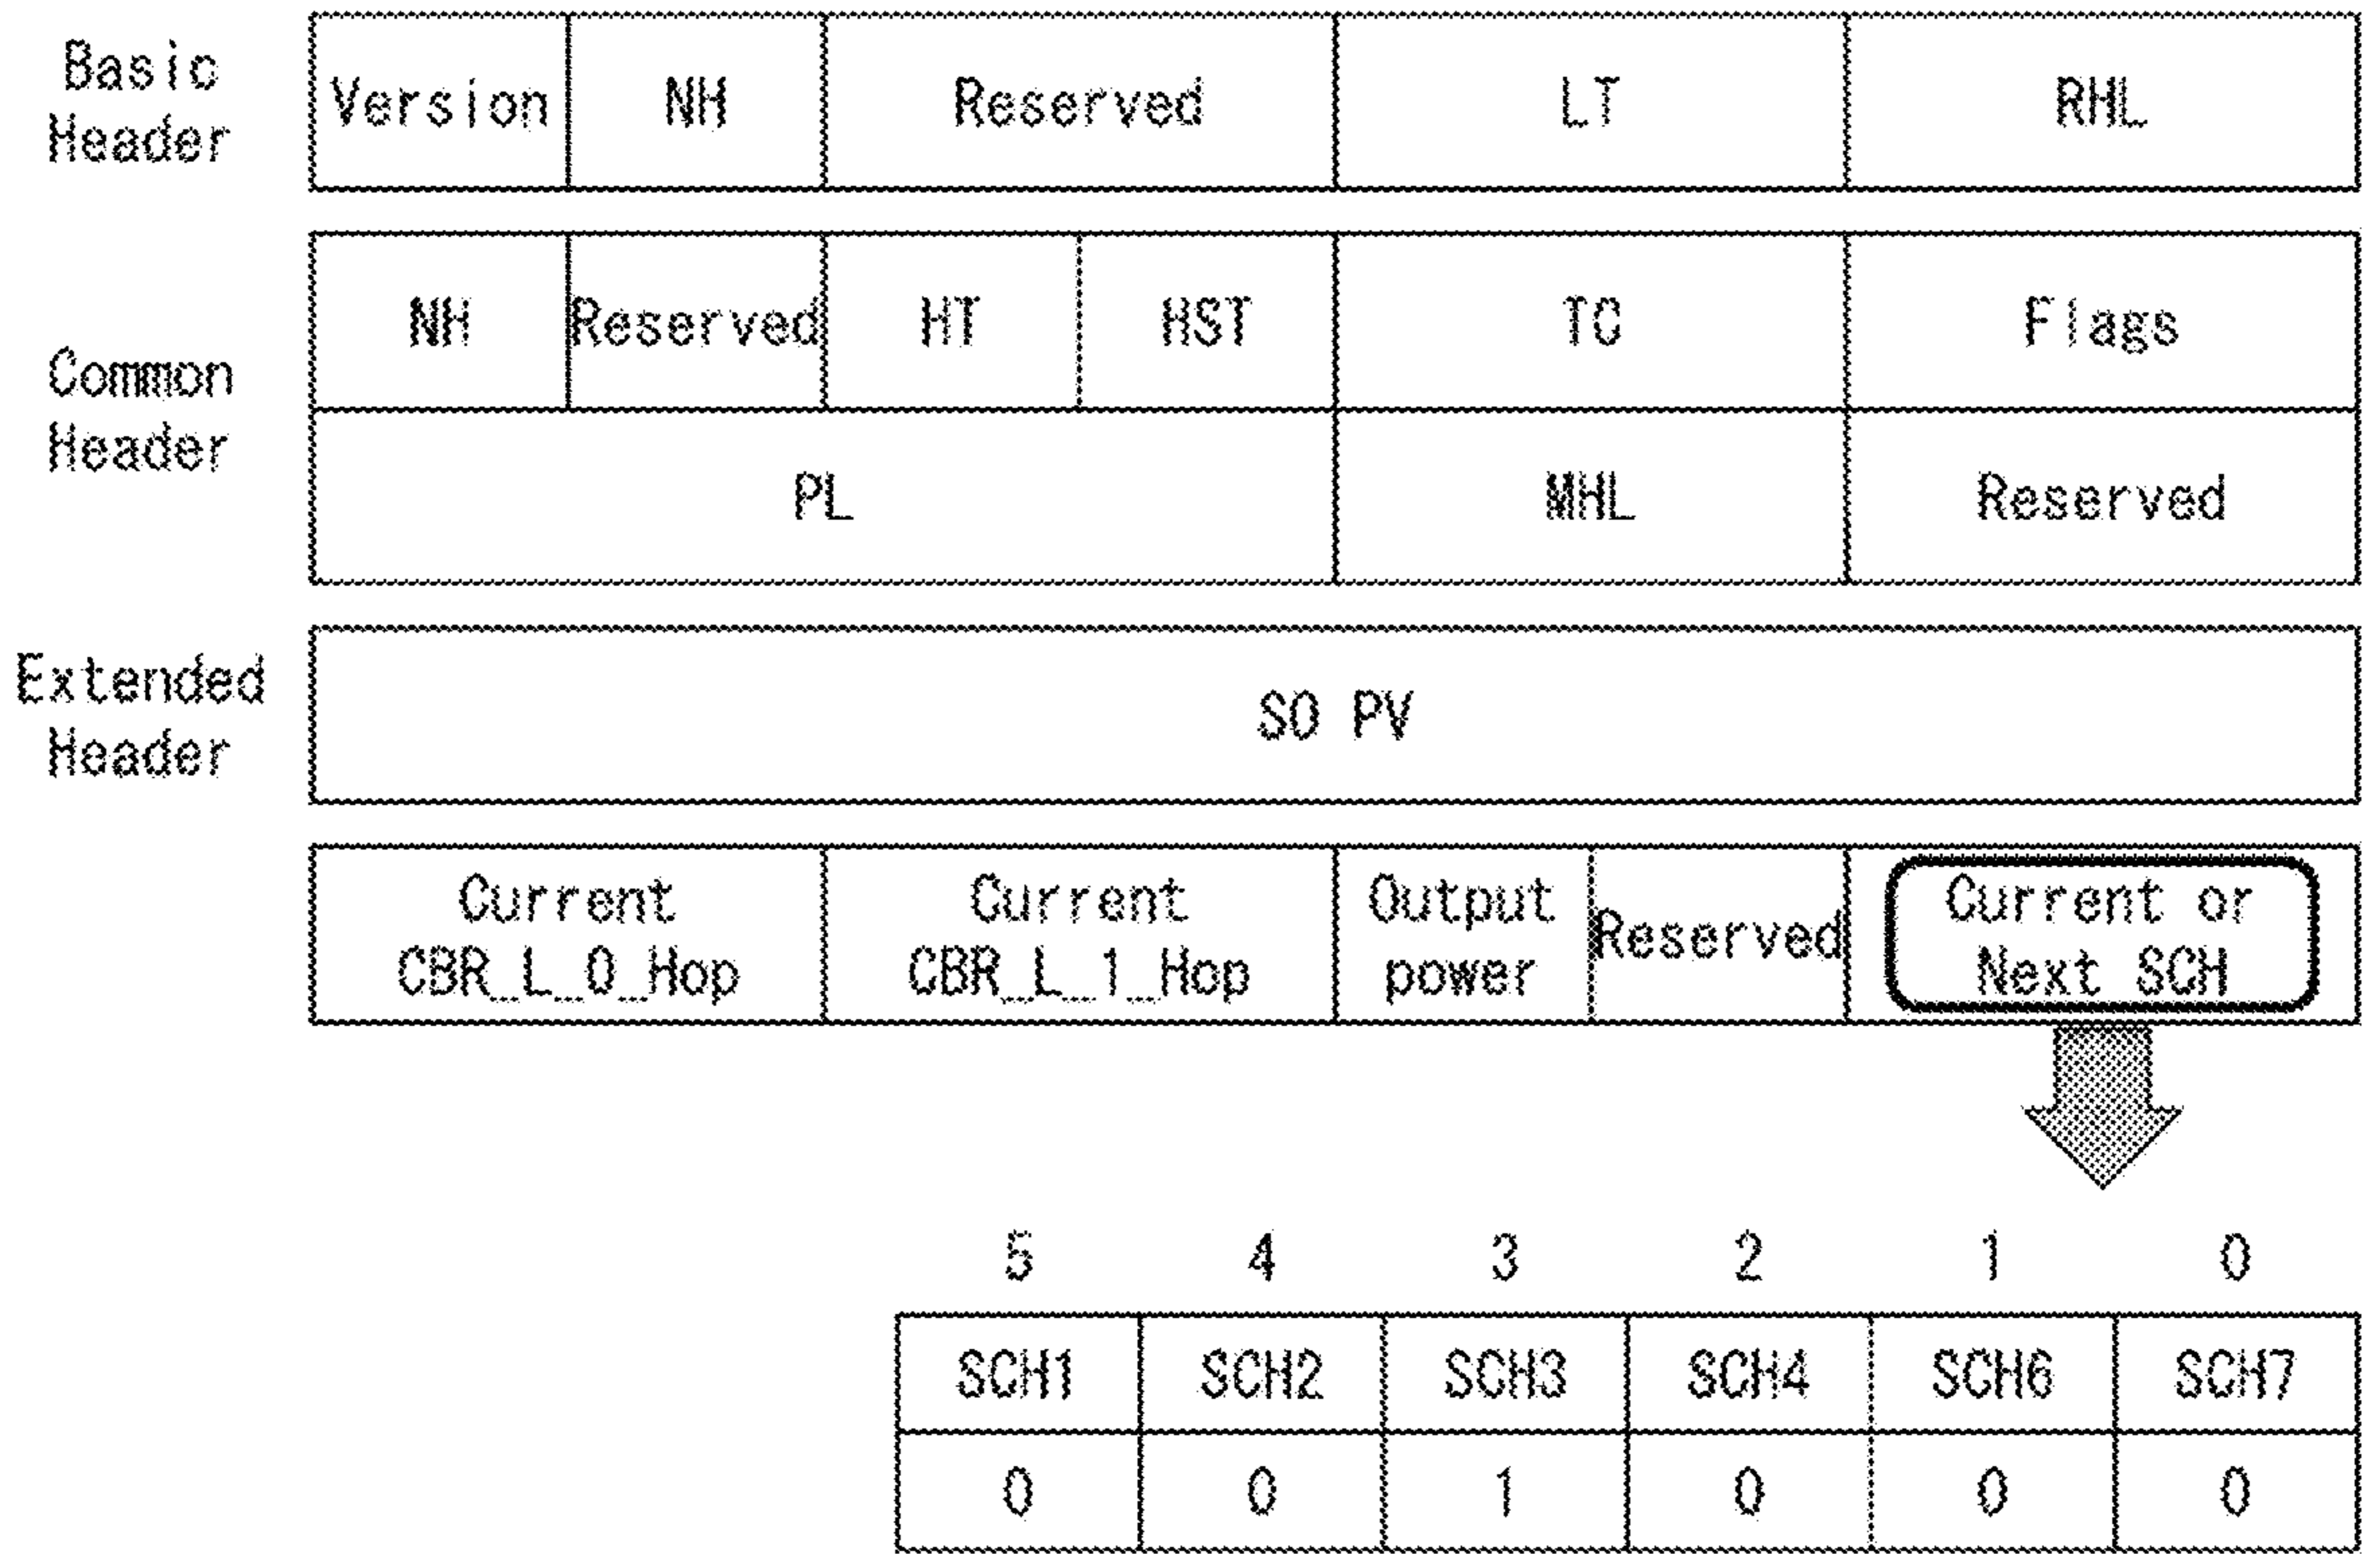 Basic
Header
Version NH Reserved LT RHL
Common
Header
NH Reserved HT HST TC Flags
PL MHL Reserved
Extended
Header
SO PV
Current
CBR_L_0_Hop
Current
CBR_L_1_Hop
Output
power
Reserved
Current or
Next SCH
5 4 3 2 1 0
SCH1 SCH2 SCH3 SCH4 SCH6 SCH7
0 0 1 0 0 0